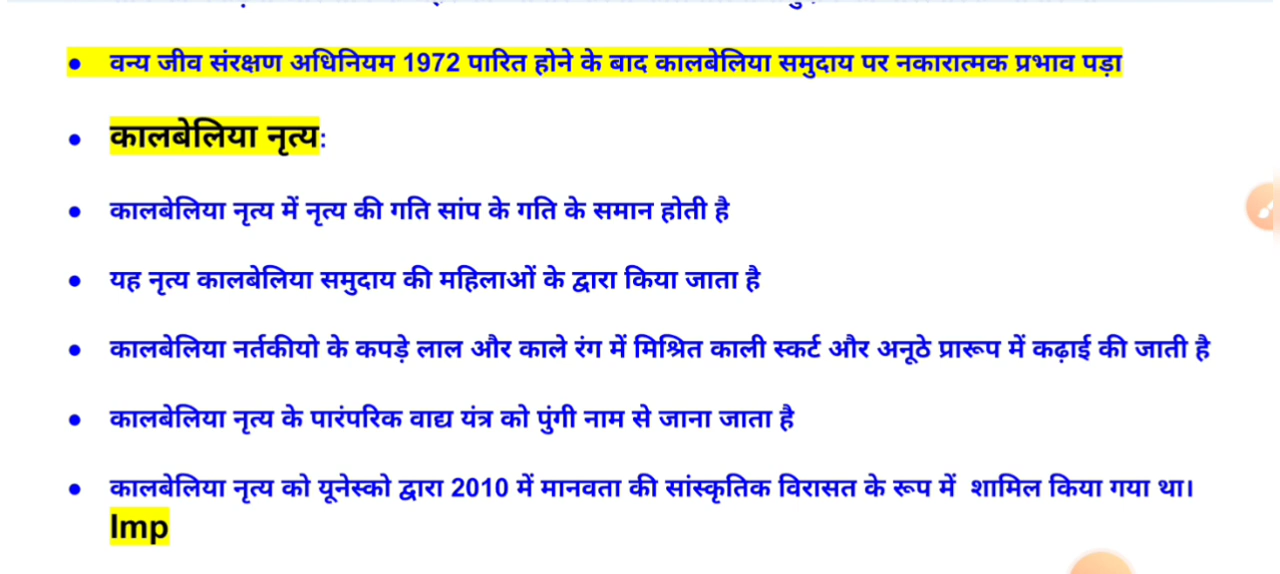 • वन्य जीव संरक्षण अधिनियम 1972 पारित होने के बाद कालबेलिया समुदाय पर नकारात्मक प्रभाव पड़ा
• कालबेलिया नृत्य:
• कालबेलिया नृत्य में नृत्य की गति सांप के गति के समान होती है
• यह नृत्य कालबेलिया समुदाय की महिलाओं के द्वारा किया जाता है
• कालबेलिया नर्तकीयो के कपड़े लाल और काले रंग में मिश्रित काली स्कर्ट और अनूठे प्रारूप में कढ़ाई की जाती है
• कालबेलिया नृत्य के पारंपरिक वाद्य यंत्र को पुंगी नाम से जाना जाता है
• कालबेलिया नृत्य को यूनेस्को द्वारा 2010 में मानवता की सांस्कृतिक विरासत के रूप में शामिल किया गया था।
Imp